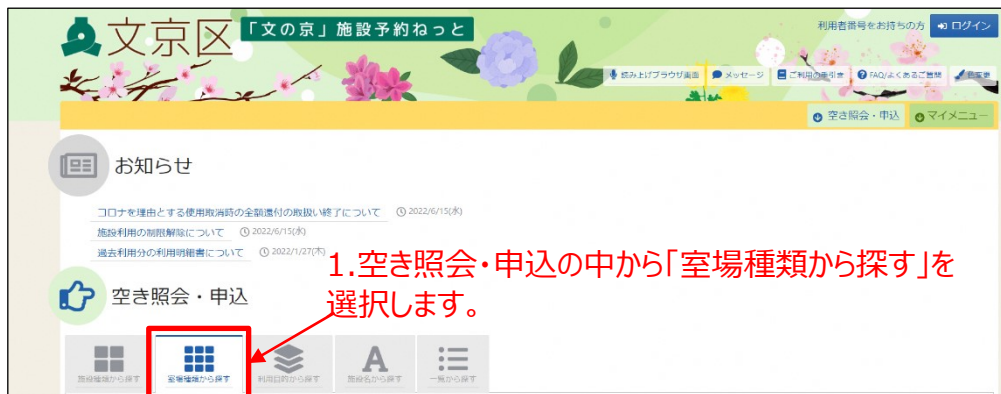 文京区 「文の京」施設予約ねっと
利用者番号をお持ちの方 ログイン
読み上げブラウザ画面 メッセージ ご利用の手引き FAQ/よくあるご質問 色変更
空き照会・申込 マイメニュー
お知らせ
コロナを理由とする使用取消時の全額還付の取扱い終了について 2022/6/15(水)
施設利用の制限解除について 2022/6/15(水)
過去利用分の利用明細書について 2022/1/27(木)
1.空き照会・申込の中から「室場種類から探す」を
選択します。
空き照会・申込
施設種類から探す 室場種類から探す 利用目的から探す 施設名から探す 一覧から探す